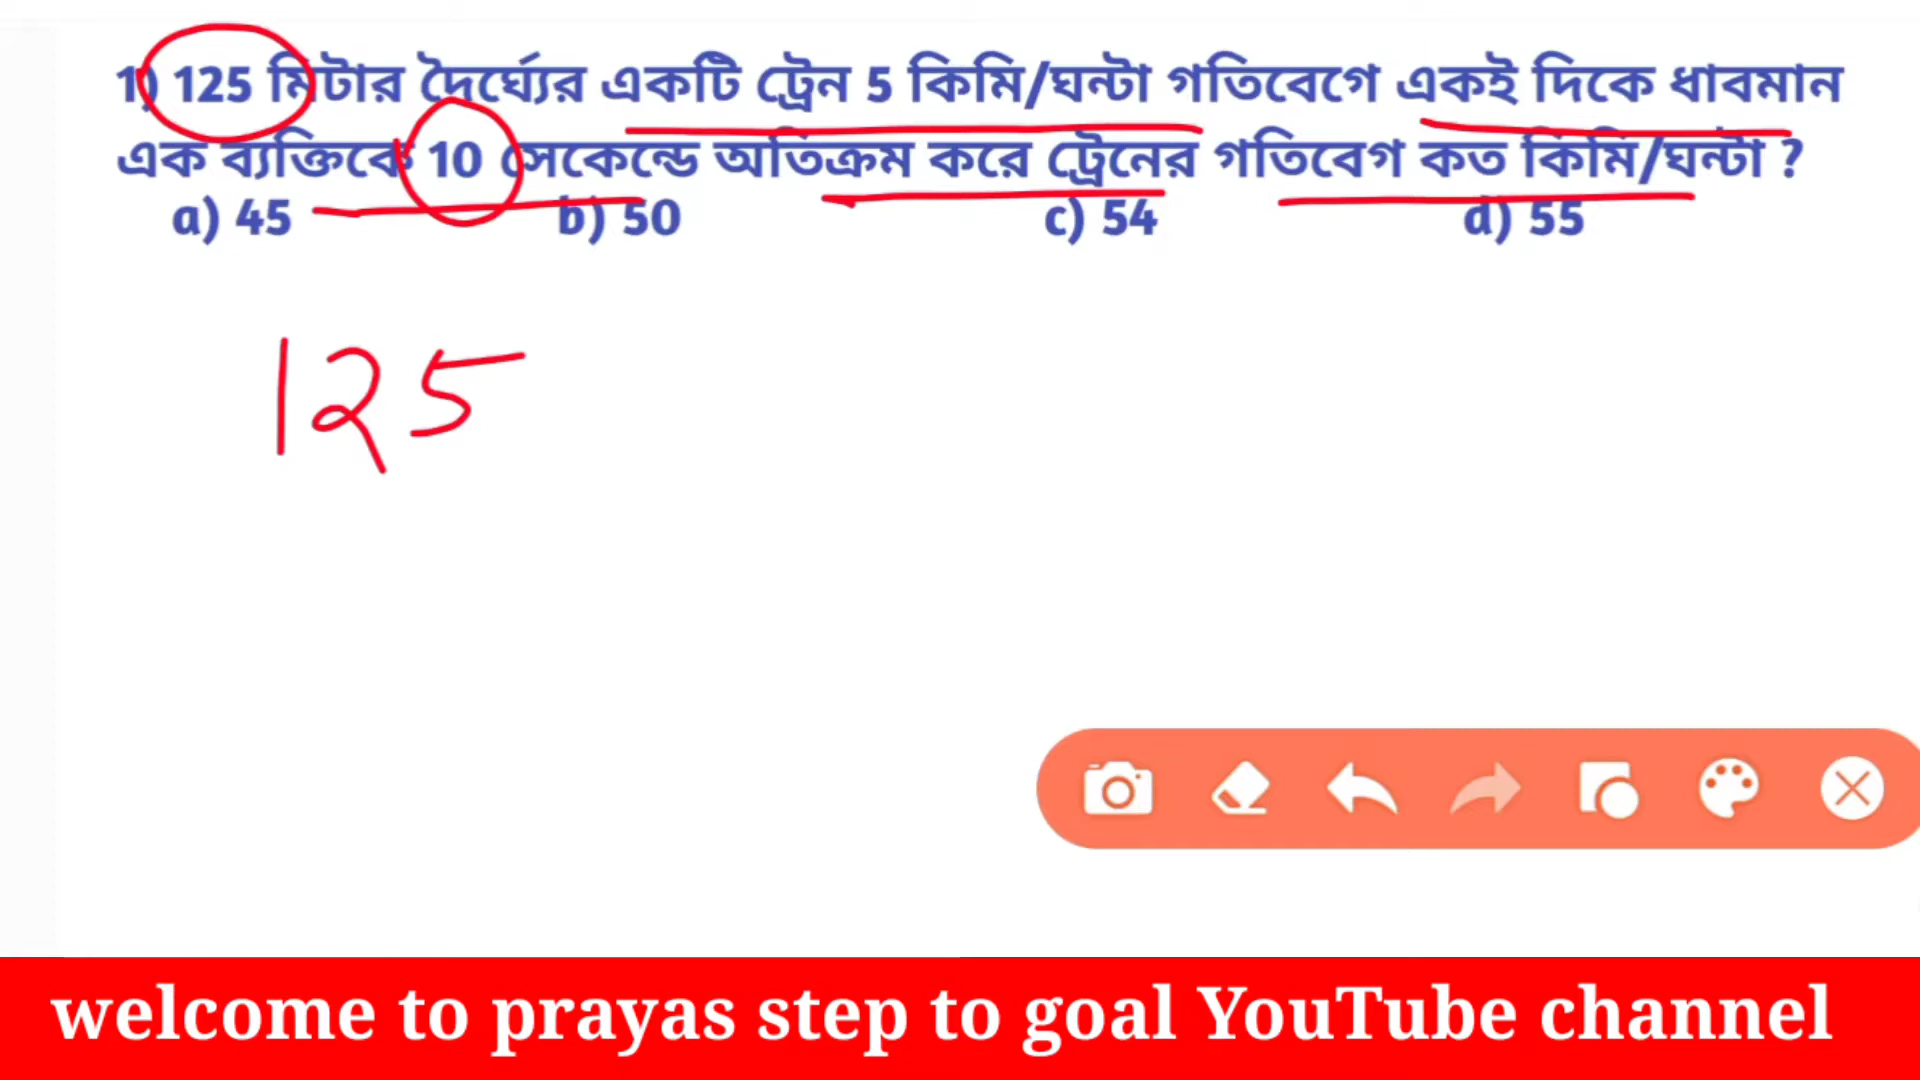 1) 125 মিটার দৈর্ঘ্যের একটি ট্রেন 5 কিমি/ঘন্টা গতিবেগে একই দিকে ধাবমান
এক ব্যক্তিকে 10 সেকেন্ডে অতিক্রম করে ট্রেনের গতিবেগ কত কিমি/ঘন্টা ?
a) 45 b) 50 c) 54 d) 55
125
welcome to prayas step to goal YouTube channel